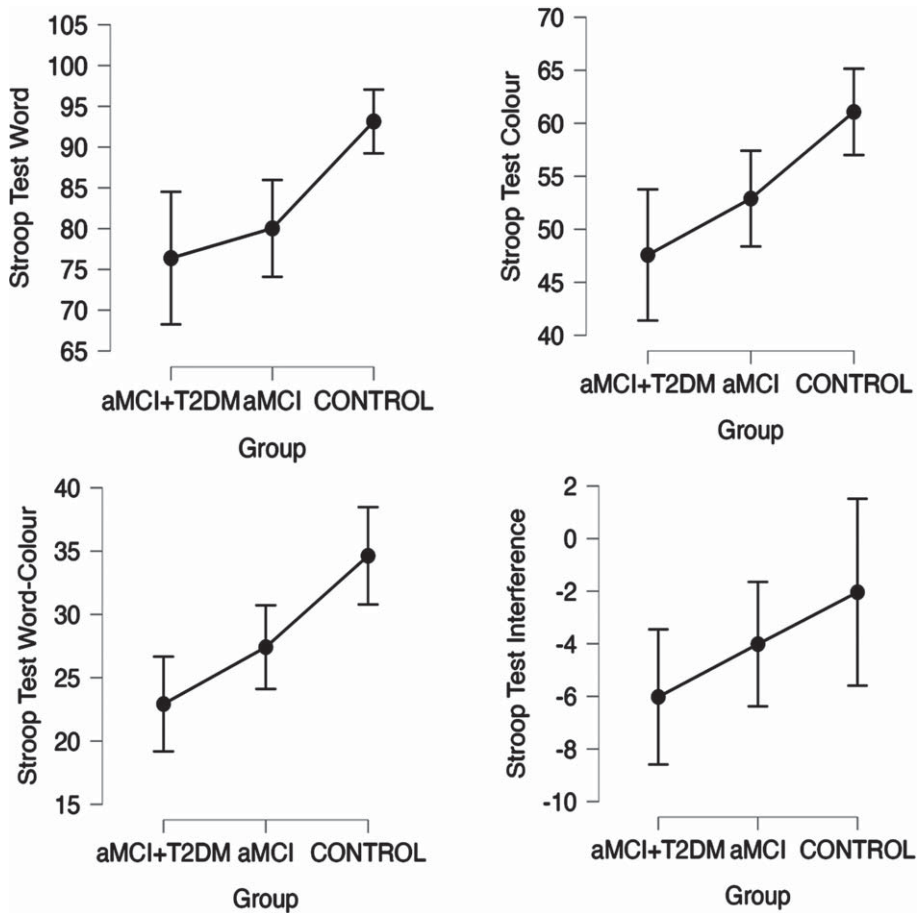 Stroop Test Word
105
100
95
90
85
80
75
70
65
aMCI+T2DM aMCI CONTROL
Group
Stroop Test Colour
70
65
60
55
50
45
40
aMCI+T2DM aMCI CONTROL
Group
Stroop Test Word-Colour
40
35
30
25
20
15
aMCI+T2DM aMCI CONTROL
Group
Stroop Test Interference
2
0
-2
-4
-6
-8
-10
aMCI+T2DM aMCI CONTROL
Group